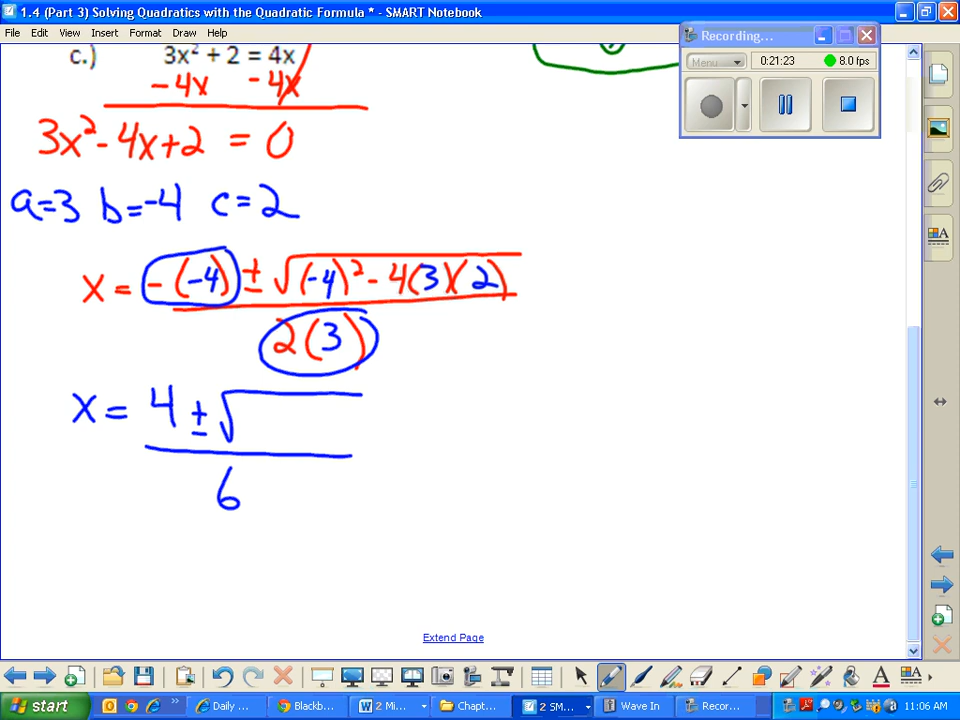 1.4 (Part 3) Solving Quadratics with the Quadratic Formula * - SMART Notebook
File Edit View Insert Format Draw Help
Recording...
Menu 0:21:23 8.0 fps
c.) 3x² + 2 = 4x
- 4x - 4x
3x² - 4x + 2 = 0
a=3 b=-4 c=2
x = -(-4) ± √(-4)² - 4(3)(2)
2(3)
x = 4 ± √
6
Extend Page
start Daily ... Blackb... 2 Mi... Chapt... 2 SM... Wave In Recor... 11:06 AM